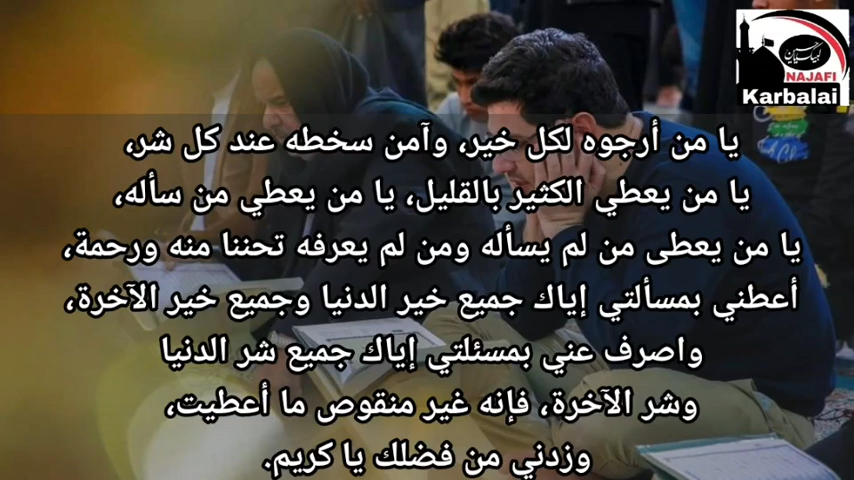 لبيك يا حسين
NAJAFI
Karbalai
يا من أرجوه لكل خير، وآمن سخطه عند كل شر،
يا من يعطي الكثير بالقليل، يا من يعطي من سأله،
يا من يعطى من لم يسأله ومن لم يعرفه تحننا منه ورحمة،
أعطني بمسألتي إياك جميع خير الدنيا وجميع خير الآخرة،
واصرف عني بمسئلتي إياك جميع شر الدنيا
وشر الآخرة، فإنه غير منقوص ما أعطيت،
وزدني من فضلك يا كريم.